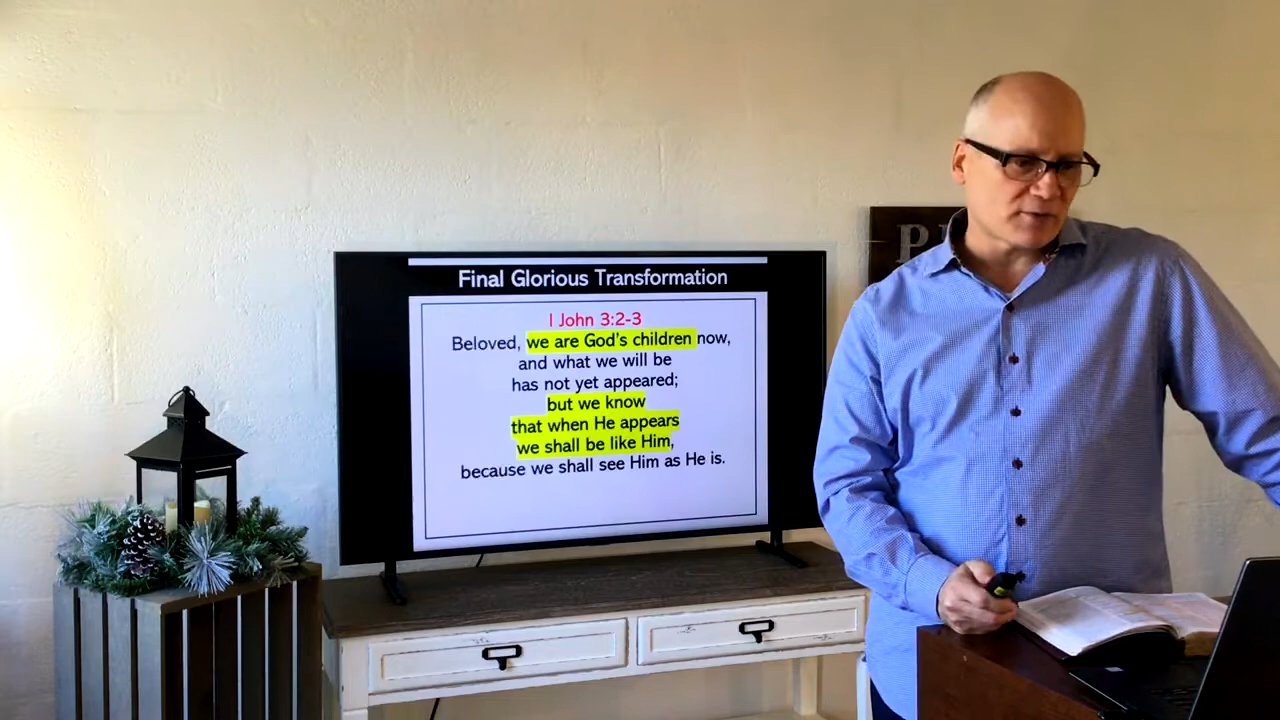 Final Glorious Transformation
I John 3:2-3
Beloved, we are God's children now,
and what we will be
has not yet appeared;
but we know
that when He appears
we shall be like Him,
because we shall see Him as He is.